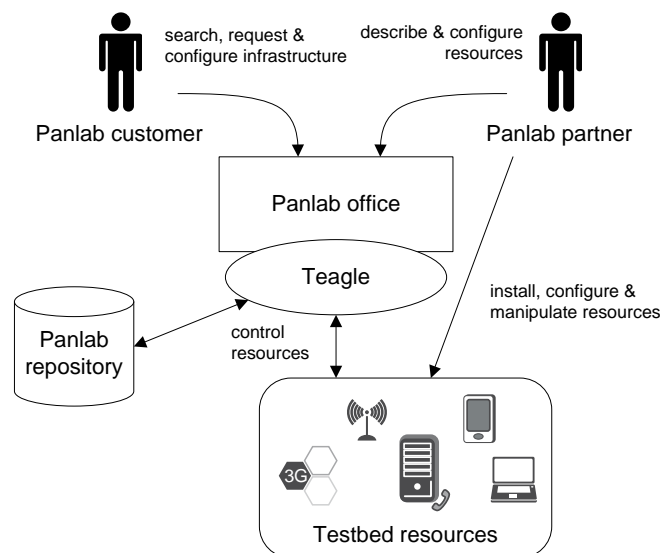 search, request &
configure infrastructure
describe & configure
resources
Panlab customer
Panlab partner
Panlab office
Teagle
install, configure &
manipulate resources
control
resources
Panlab
repository
3G
Testbed resources